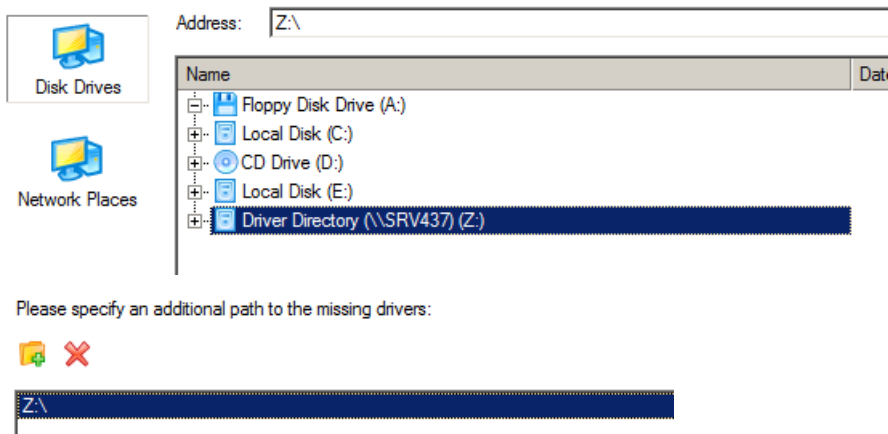 Address: Z:\
Disk Drives
Name Date
Floppy Disk Drive (A:)
Local Disk (C:)
CD Drive (D:)
Local Disk (E:)
Driver Directory (\\SRV437) (Z:)
Network Places
Please specify an additional path to the missing drivers:
Z:\